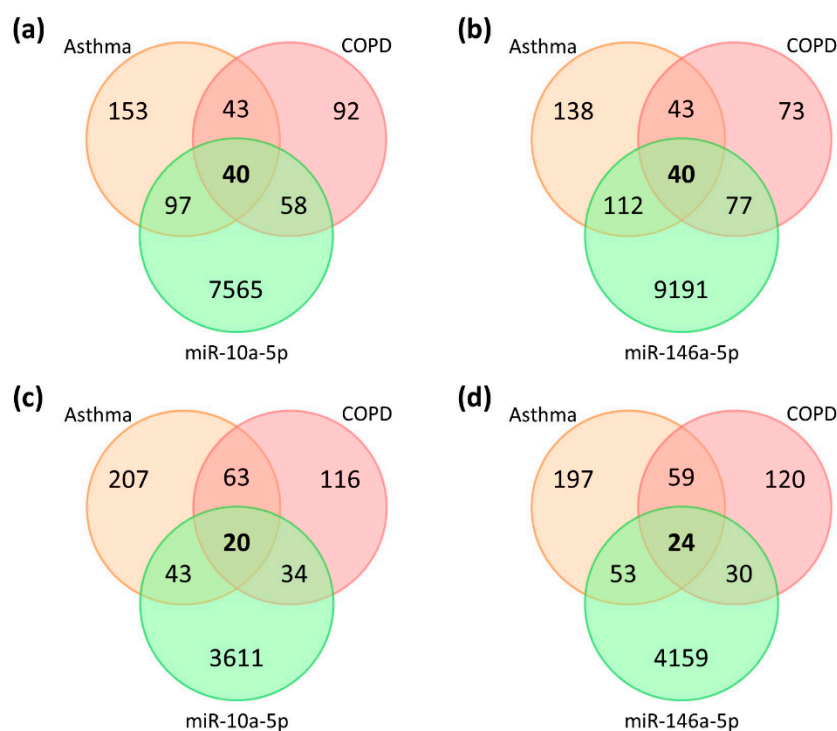 (a)
Asthma
COPD
153
43
92
40
97
58
7565
miR-10a-5p
(b)
Asthma
COPD
138
43
73
40
112
77
9191
miR-146a-5p
(c)
Asthma
COPD
207
63
116
20
43
34
3611
miR-10a-5p
(d)
Asthma
COPD
197
59
120
24
53
30
4159
miR-146a-5p